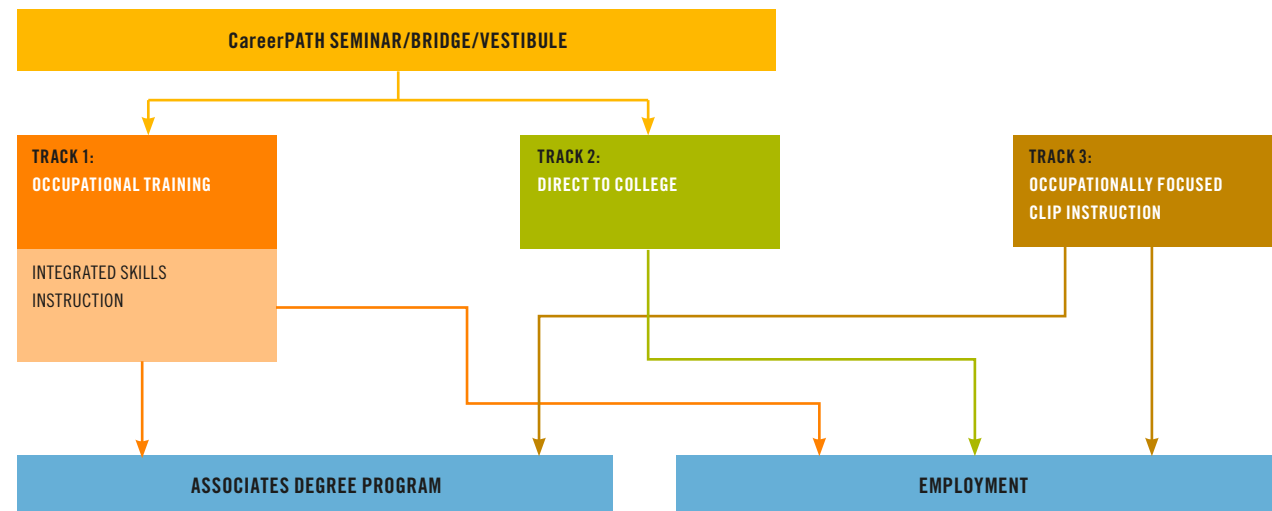 CareerPATH SEMINAR/BRIDGE/VESTIBULE
TRACK 1:
OCCUPATIONAL TRAINING
INTEGRATED SKILLS
INSTRUCTION
TRACK 2:
DIRECT TO COLLEGE
TRACK 3:
OCCUPATIONALLY FOCUSED
CLIP INSTRUCTION
ASSOCIATES DEGREE PROGRAM
EMPLOYMENT